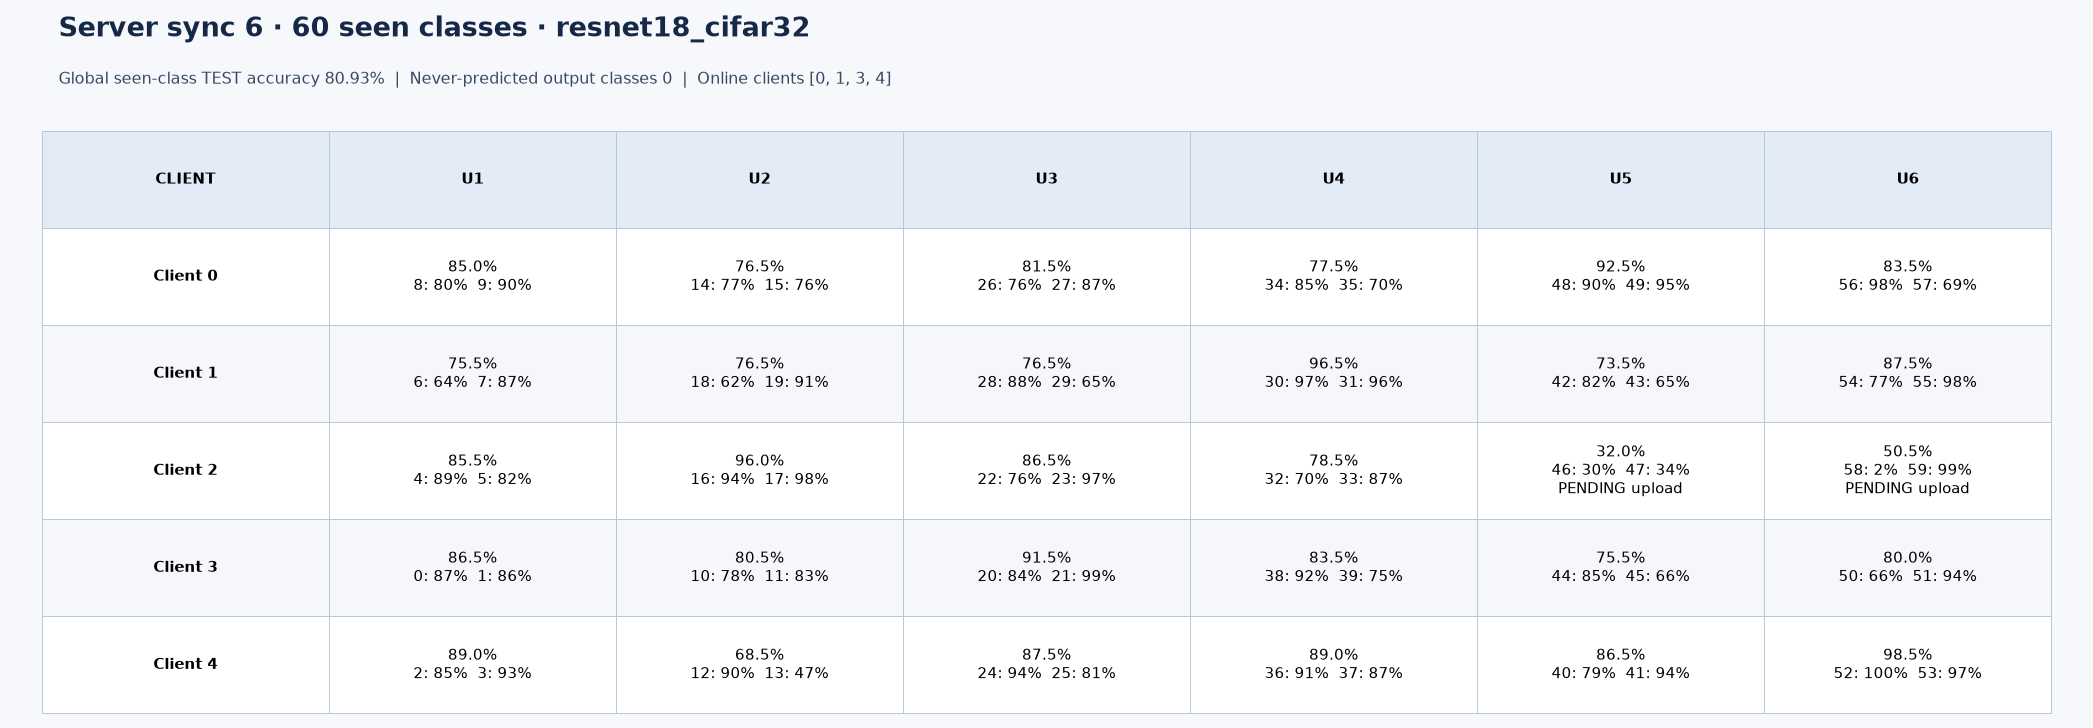 Server sync 6 · 60 seen classes · resnet18_cifar32
Global seen-class TEST accuracy 80.93% | Never-predicted output classes 0 | Online clients [0, 1, 3, 4]
CLIENT U1 U2 U3 U4 U5 U6
Client 0
85.0%
8: 80% 9: 90%
76.5%
14: 77% 15: 76%
81.5%
26: 76% 27: 87%
77.5%
34: 85% 35: 70%
92.5%
48: 90% 49: 95%
83.5%
56: 98% 57: 69%
Client 1
75.5%
6: 64% 7: 87%
76.5%
18: 62% 19: 91%
76.5%
28: 88% 29: 65%
96.5%
30: 97% 31: 96%
73.5%
42: 82% 43: 65%
87.5%
54: 77% 55: 98%
Client 2
85.5%
4: 89% 5: 82%
96.0%
16: 94% 17: 98%
86.5%
22: 76% 23: 97%
78.5%
32: 70% 33: 87%
32.0%
46: 30% 47: 34%
PENDING upload
50.5%
58: 2% 59: 99%
PENDING upload
Client 3
86.5%
0: 87% 1: 86%
80.5%
10: 78% 11: 83%
91.5%
20: 84% 21: 99%
83.5%
38: 92% 39: 75%
75.5%
44: 85% 45: 66%
80.0%
50: 66% 51: 94%
Client 4
89.0%
2: 85% 3: 93%
68.5%
12: 90% 13: 47%
87.5%
24: 94% 25: 81%
89.0%
36: 91% 37: 87%
86.5%
40: 79% 41: 94%
98.5%
52: 100% 53: 97%